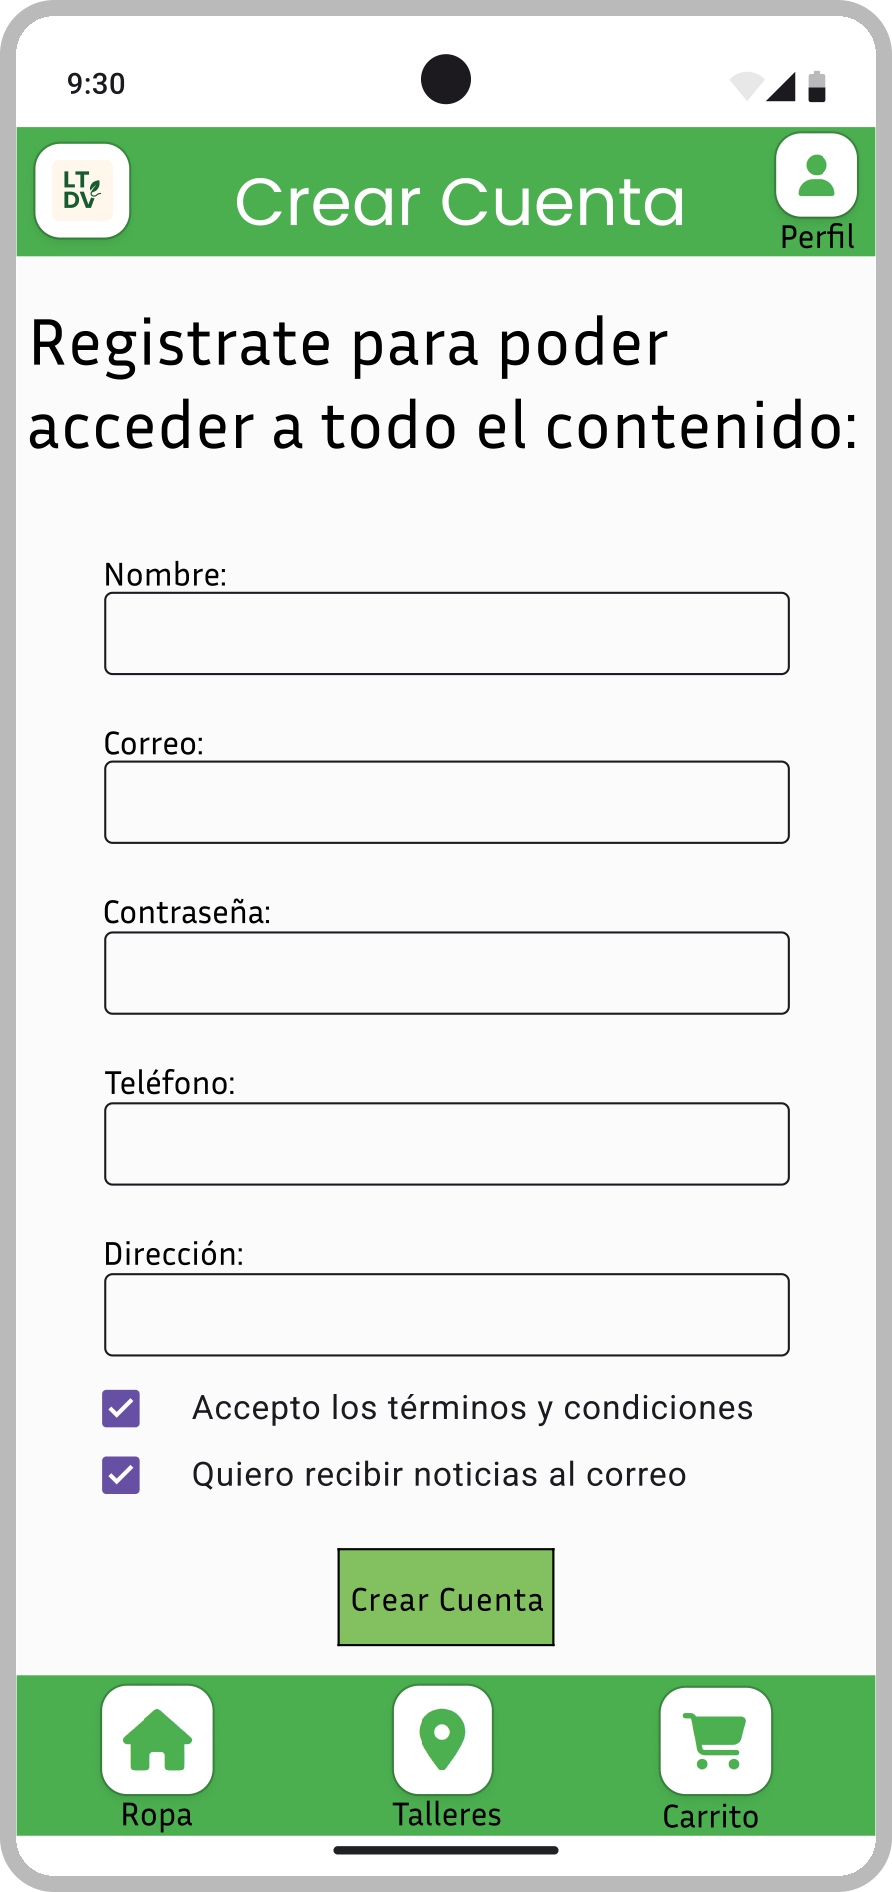 9:30
LT
DV
Crear Cuenta
Perfil
Registrate para poder
acceder a todo el contenido:
Nombre:
Correo:
Contraseña:
Teléfono:
Dirección:
Accepto los términos y condiciones
Quiero recibir noticias al correo
Crear Cuenta
Ropa
Talleres
Carrito